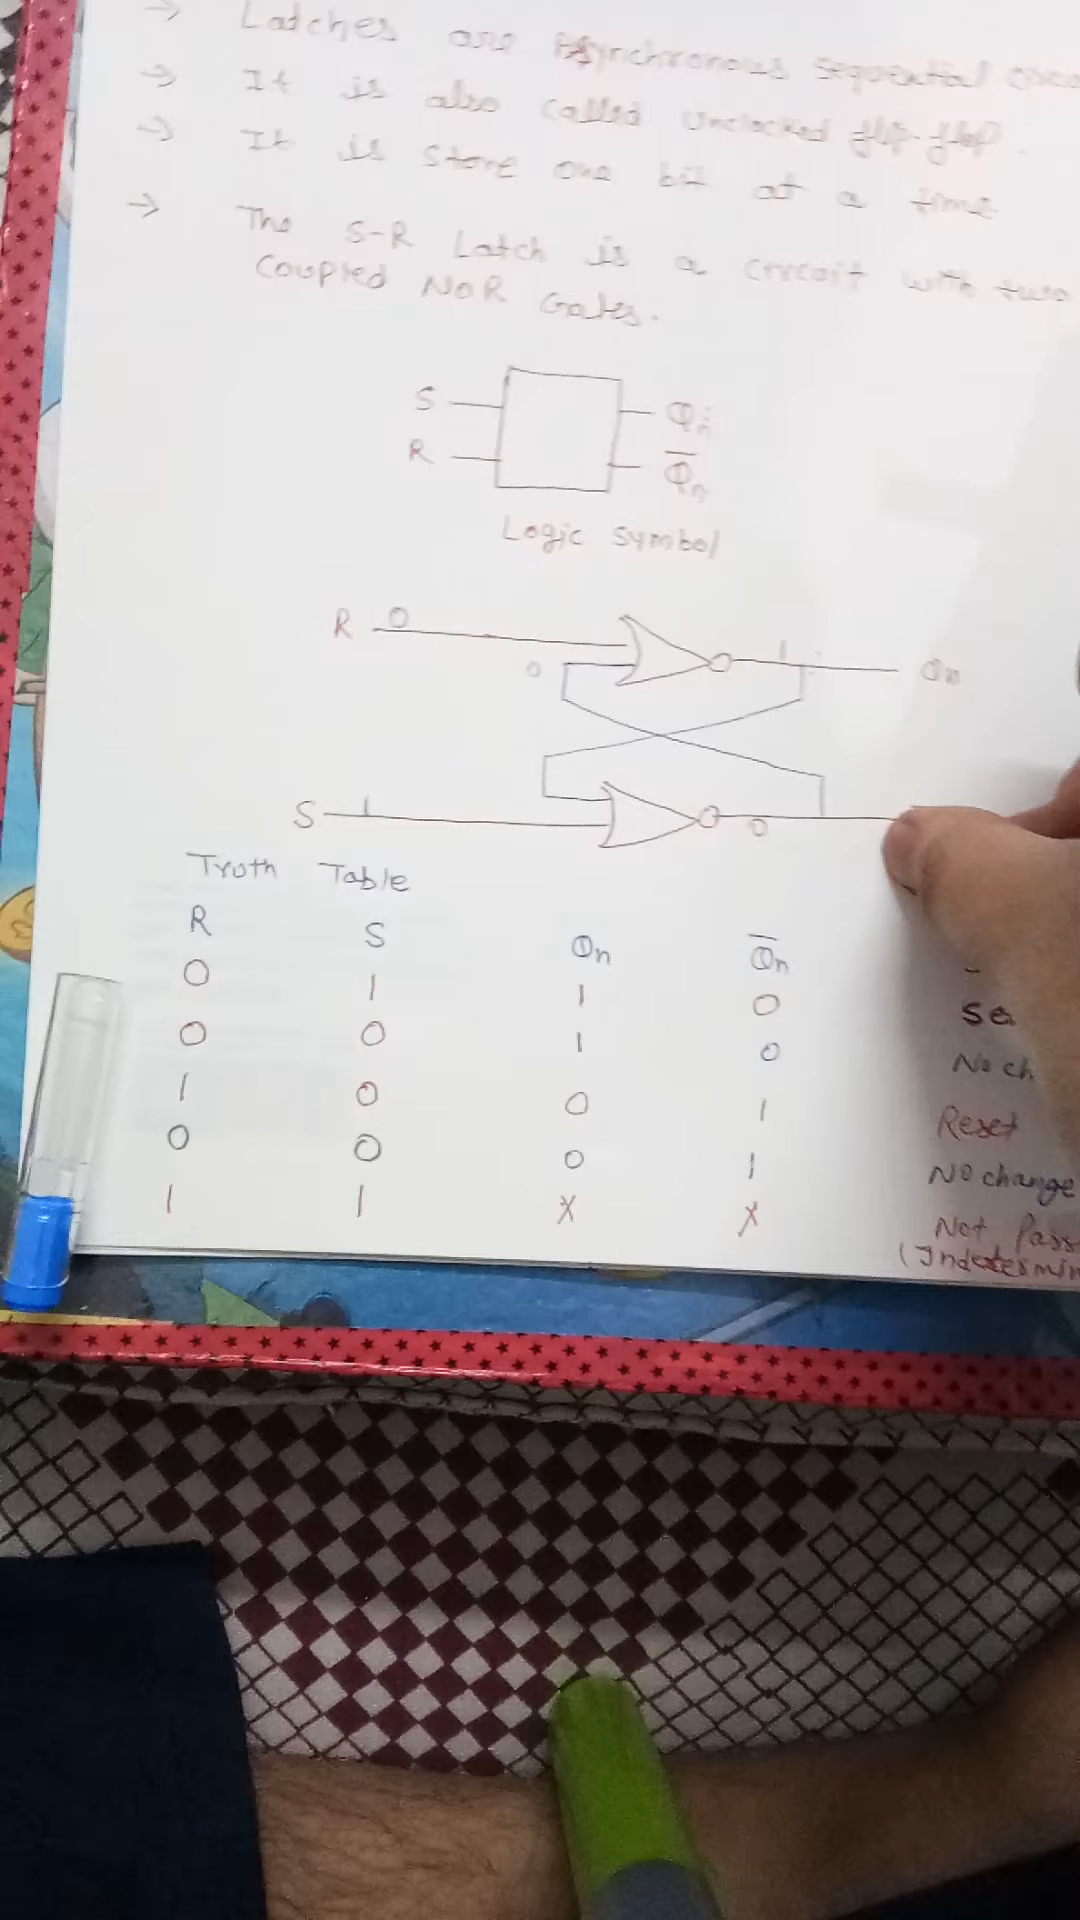 → Latches are Asynchronous Sequential
→ It is also called Unclocked flip-flop.
→ It is store one bit at a time
→ The S-R Latch is a circuit with two
Coupled NOR Gates.
S Qn
R Q̅n
Logic Symbol
R 0 1 Qn
0
S 1 0
Truth Table
R S Qn Q̅n
0 1 1 0 Se
0 0 1 0 No ch
1 0 0 1 Reset
0 0 0 1 No change
1 1 X X Not Poss
(Indetermin